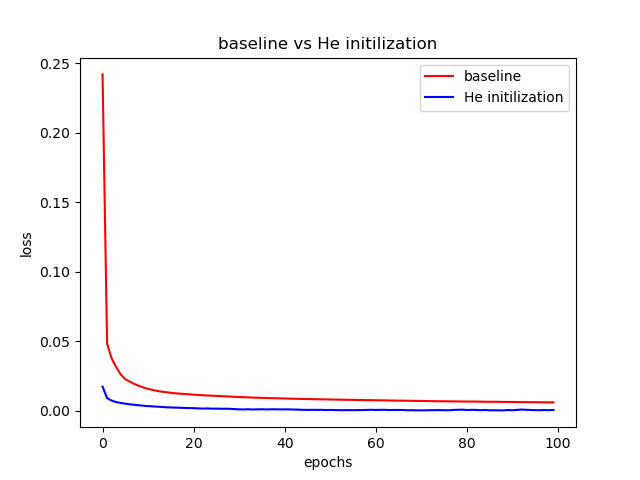 baseline vs He initilization
baseline
He initilization
0.25
0.20
0.15
0.10
0.05
0.00
loss
0
20
40
60
80
100
epochs